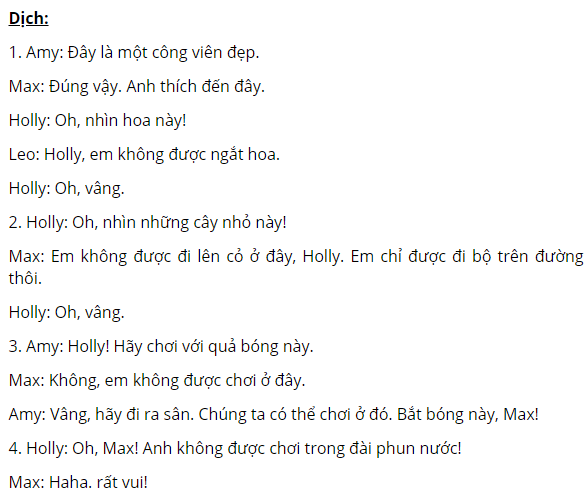 Dịch:
1. Amy: Đây là một công viên đẹp.
Max: Đúng vậy. Anh thích đến đây.
Holly: Oh, nhìn hoa này!
Leo: Holly, em không được ngắt hoa.
Holly: Oh, vâng.
2. Holly: Oh, nhìn những cây nhỏ này!
Max: Em không được đi lên cỏ ở đây, Holly. Em chỉ được đi bộ trên đường
thôi.
Holly: Oh, vâng.
3. Amy: Holly! Hãy chơi với quả bóng này.
Max: Không, em không được chơi ở đây.
Amy: Vâng, hãy đi ra sân. Chúng ta có thể chơi ở đó. Bắt bóng này, Max!
4. Holly: Oh, Max! Anh không được chơi trong đài phun nước!
Max: Haha. rất vui!